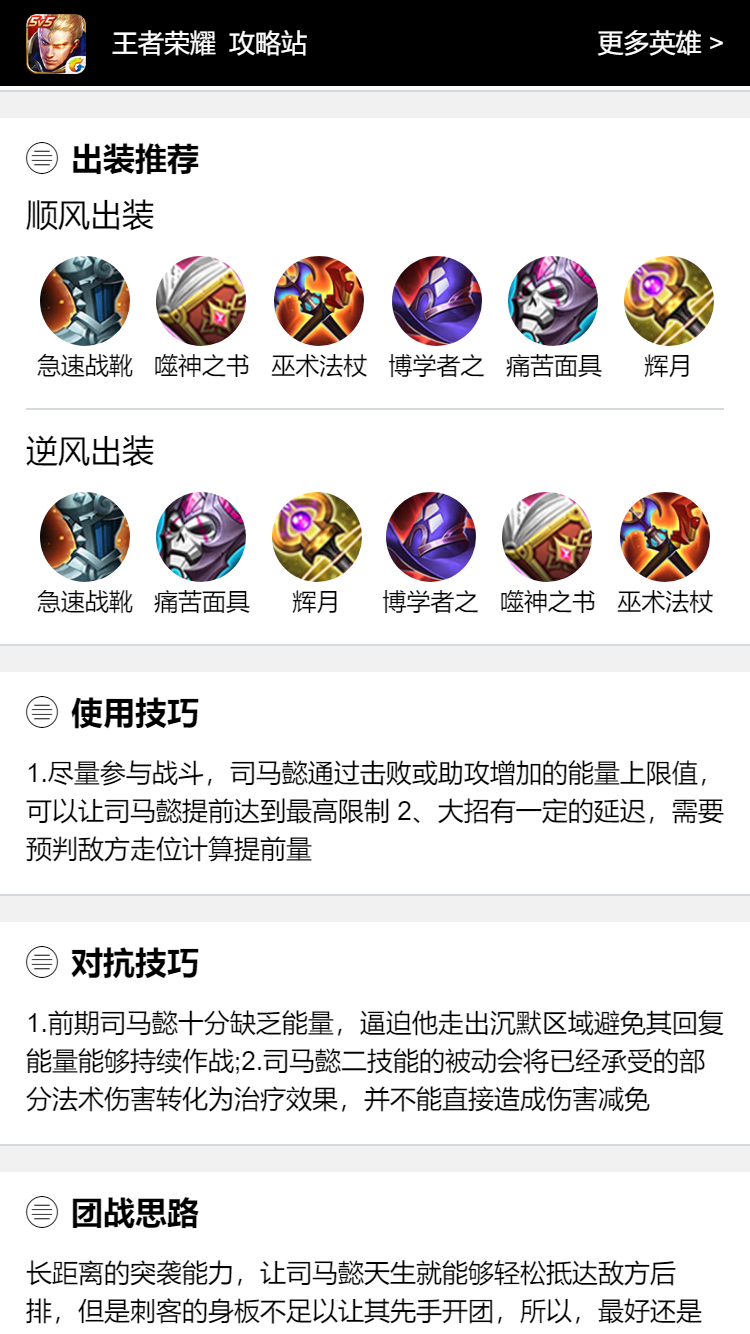 5V5
王者荣耀 攻略站
更多英雄 >
出装推荐
顺风出装
急速战靴 噬神之书 巫术法杖 博学者之 痛苦面具 辉月
逆风出装
急速战靴 痛苦面具 辉月 博学者之 噬神之书 巫术法杖
使用技巧
1.尽量参与战斗，司马懿通过击败或助攻增加的能量上限值，
可以让司马懿提前达到最高限制 2、大招有一定的延迟，需要
预判敌方走位计算提前量
对抗技巧
1.前期司马懿十分缺乏能量，逼迫他走出沉默区域避免其回复
能量能够持续作战;2.司马懿二技能的被动会将已经承受的部
分法术伤害转化为治疗效果，并不能直接造成伤害减免
团战思路
长距离的突袭能力，让司马懿天生就能够轻松抵达敌方后
排，但是刺客的身板不足以让其先手开团，所以，最好还是